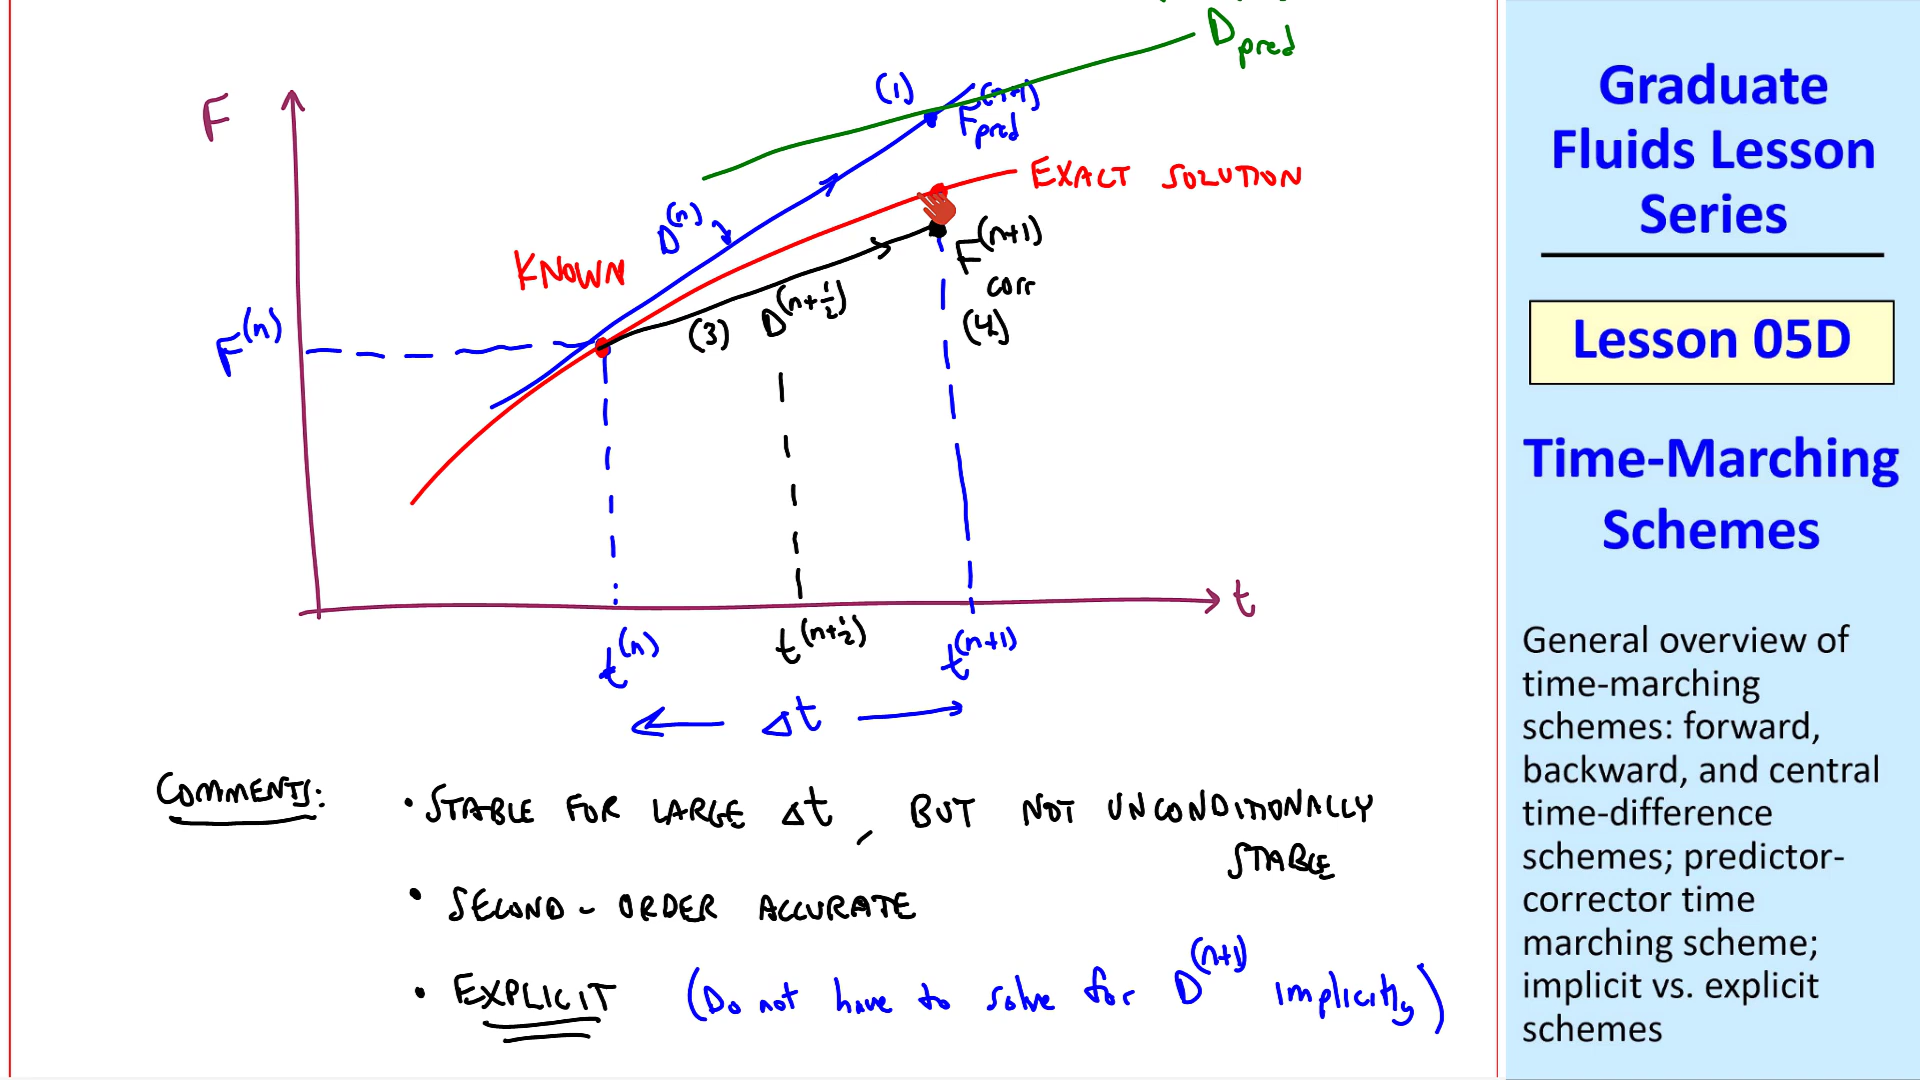 D pred
(1)
F
F pred (n+1)
EXACT SOLUTION
D(n)
KNOWN
F(n+1) corr
(4)
F(n)
(3) D(n+½)
t
t(n) t(n+½) t(n+1)
Δt
COMMENTS:
• STABLE FOR LARGE Δt, BUT NOT UNCONDITIONALLY
STABLE
• SECOND-ORDER ACCURATE
• EXPLICIT (Do not have to solve for D(n+1) implicitly)
Graduate
Fluids Lesson
Series
Lesson 05D
Time-Marching
Schemes
General overview of
time-marching
schemes: forward,
backward, and central
time-difference
schemes; predictor-
corrector time
marching scheme;
implicit vs. explicit
schemes